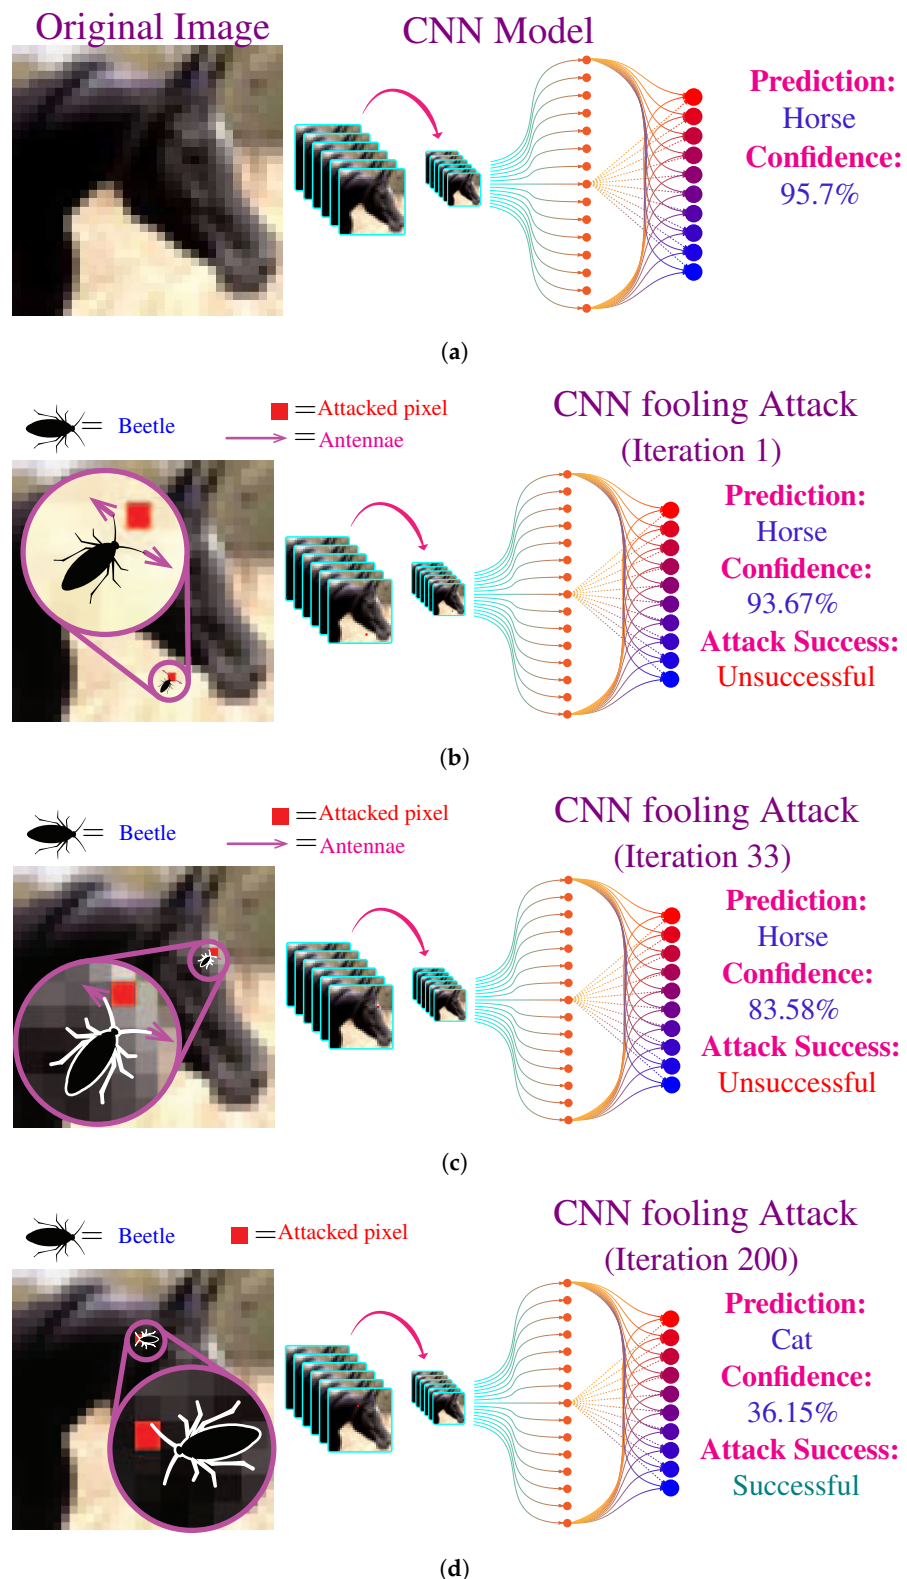 Original Image
CNN Model
Prediction:
Horse
Confidence:
95.7%
(a)
= Beetle
=Attacked pixel
=Antennae
CNN fooling Attack
(Iteration 1)
Prediction:
Horse
Confidence:
93.67%
Attack Success:
Unsuccessful
(b)
= Beetle
=Attacked pixel
=Antennae
CNN fooling Attack
(Iteration 33)
Prediction:
Horse
Confidence:
83.58%
Attack Success:
Unsuccessful
(c)
= Beetle
=Attacked pixel
CNN fooling Attack
(Iteration 200)
Prediction:
Cat
Confidence:
36.15%
Attack Success:
Successful
(d)